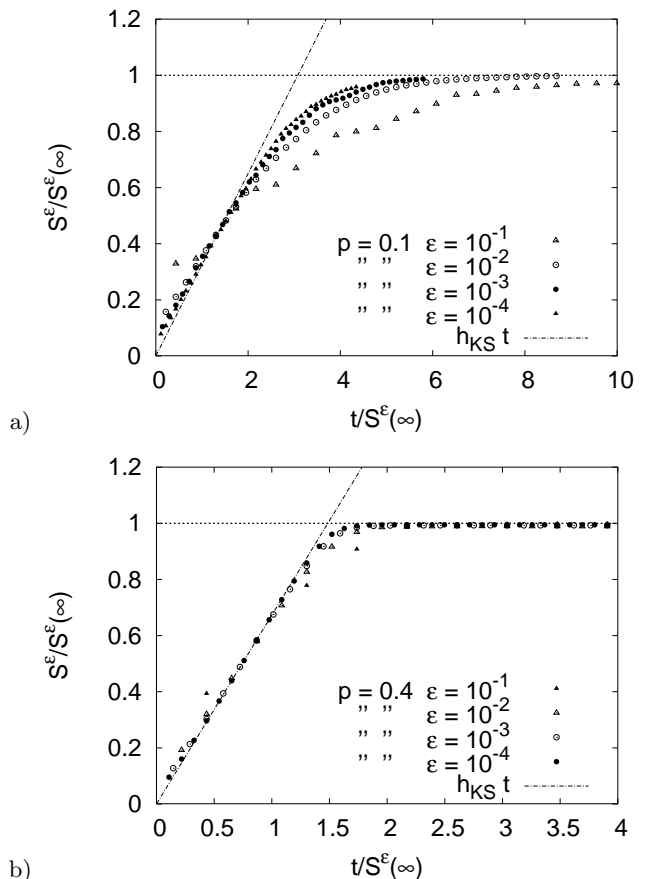 1.2
1
0.8
0.6
0.4
0.2
0
S^ε/S^ε(∞)
p = 0.1 ε = 10^-1
" " ε = 10^-2
" " ε = 10^-3
" " ε = 10^-4
h_KS t
0 2 4 6 8 10
t/S^ε(∞)
a)
1.2
1
0.8
0.6
0.4
0.2
0
S^ε/S^ε(∞)
p = 0.4 ε = 10^-1
" " ε = 10^-2
" " ε = 10^-3
" " ε = 10^-4
h_KS t
0 0.5 1 1.5 2 2.5 3 3.5 4
t/S^ε(∞)
b)